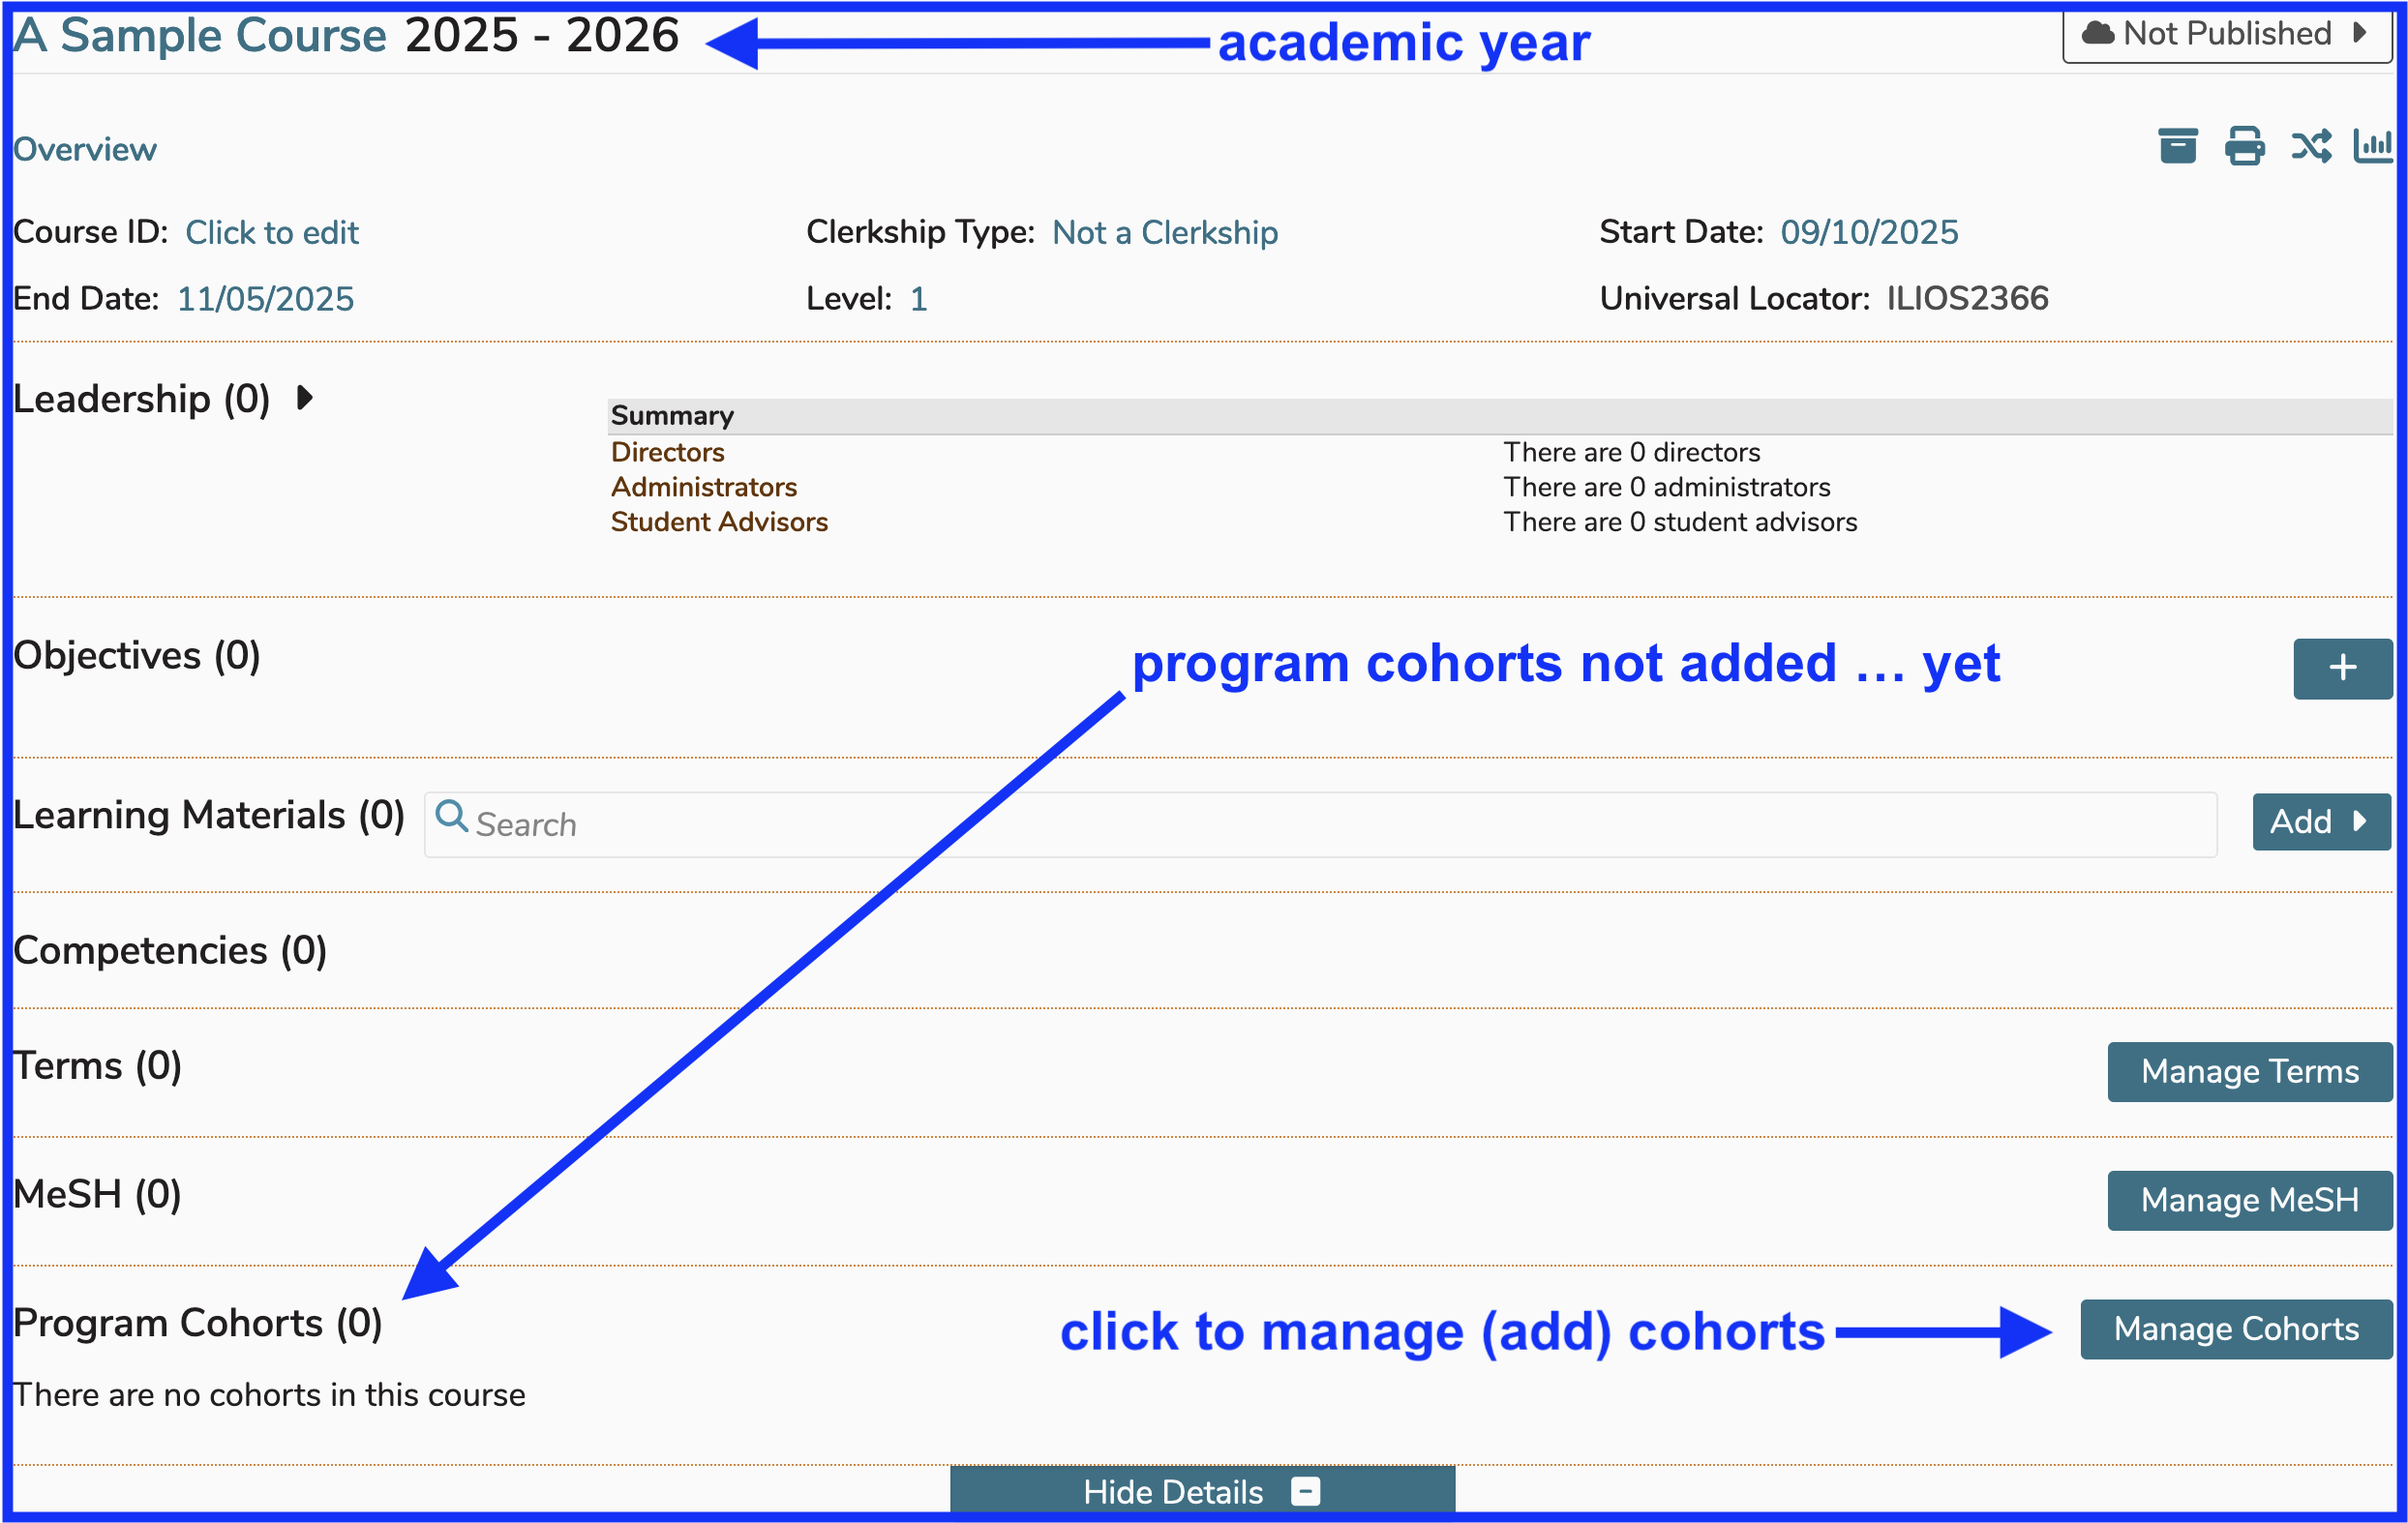 A Sample Course 2025 - 2026 academic year Not Published
Overview
Course ID: Click to edit Clerkship Type: Not a Clerkship Start Date: 09/10/2025
End Date: 11/05/2025 Level: 1 Universal Locator: ILIOS2366
Leadership (0)
Summary
Directors There are 0 directors
Administrators There are 0 administrators
Student Advisors There are 0 student advisors
Objectives (0) program cohorts not added ... yet +
Learning Materials (0) Search Add
Competencies (0)
Terms (0) Manage Terms
MeSH (0) Manage MeSH
Program Cohorts (0) click to manage (add) cohorts Manage Cohorts
There are no cohorts in this course
Hide Details